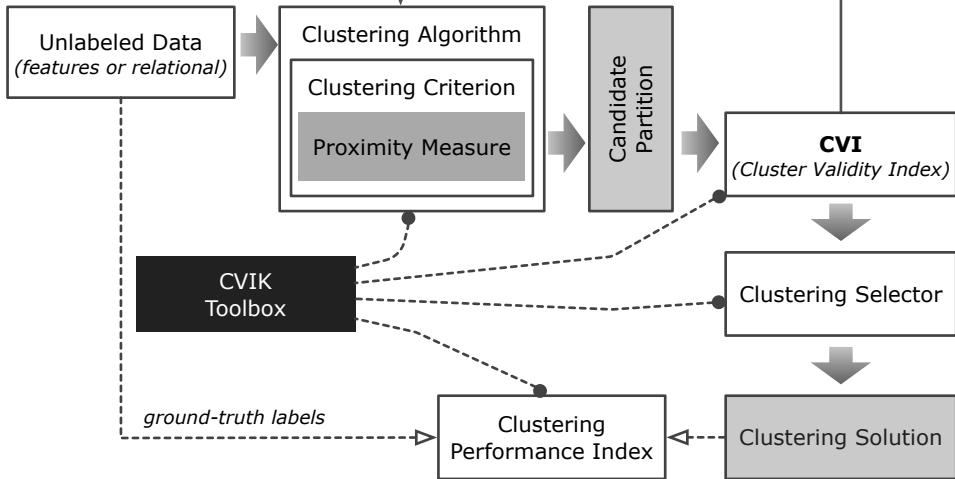 Unlabeled Data
(features or relational)
Clustering Algorithm
Clustering Criterion
Proximity Measure
Candidate
Partition
CVI
(Cluster Validity Index)
CVIK
Toolbox
Clustering Selector
ground-truth labels
Clustering
Performance Index
Clustering Solution